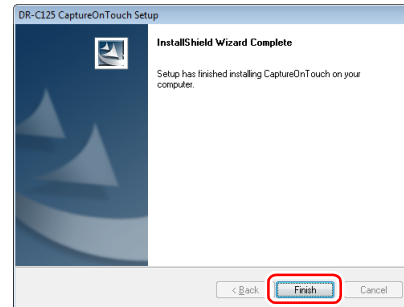 DR-C125 CaptureOnTouch Setup
InstallShield Wizard Complete
Setup has finished installing CaptureOnTouch on your
computer.
< Back
Finish
Cancel